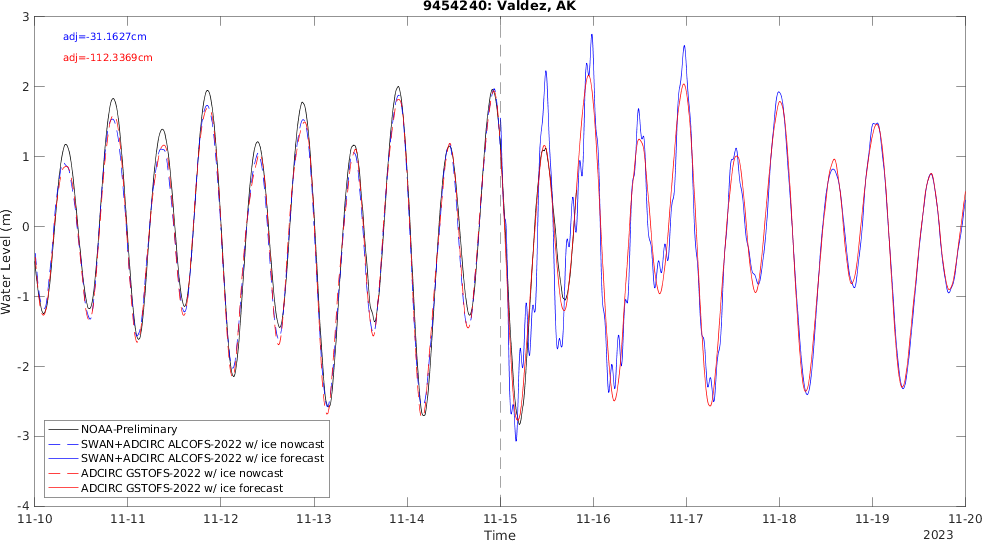 9454240: Valdez, AK
adj=-31.1627cm
adj=-112.3369cm
Water Level (m)
3
2
1
0
-1
-2
-3
-4
NOAA-Preliminary
SWAN+ADCIRC ALCOFS-2022 w/ ice nowcast
SWAN+ADCIRC ALCOFS-2022 w/ ice forecast
ADCIRC GSTOFS-2022 w/ ice nowcast
ADCIRC GSTOFS-2022 w/ ice forecast
11-10 11-11 11-12 11-13 11-14 11-15 11-16 11-17 11-18 11-19 11-20
Time
2023